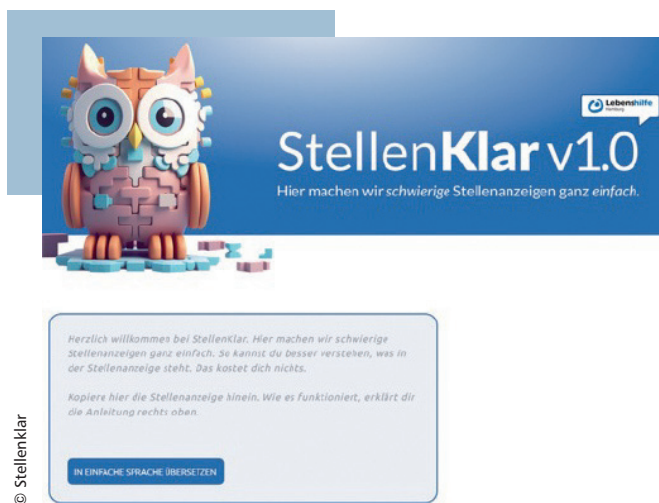 Lebenshilfe
StellenKlar v1.0
Hier machen wir schwierige Stellenanzeigen ganz einfach.
Herzlich willkommen bei StellenKlar. Hier machen wir schwierige
Stellenanzeigen ganz einfach. So kannst du besser verstehen, was in
der Stellenanzeige steht. Das kostet dich nichts.
Kopiere hier die Stellenanzeige hinein. Wie es funktioniert, erklärt dir
die Anleitung rechts oben.
IN EINFACHE SPRACHE ÜBERSETZEN
© Stellenklar